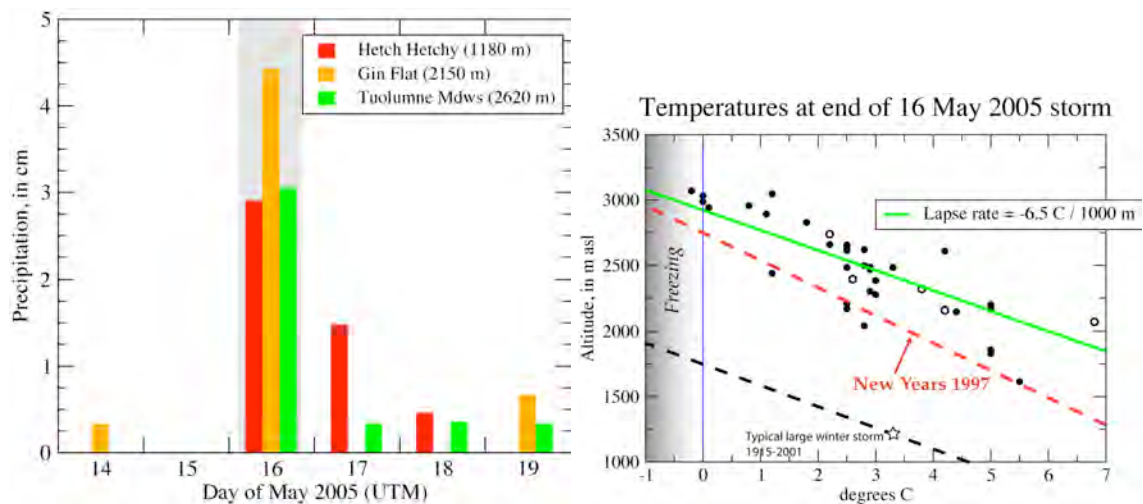 5
4
3
2
1
0
Precipitation, in cm
Hetch Hetchy (1180 m)
Gin Flat (2150 m)
Tuolumne Mdws (2620 m)
14 15 16 17 18 19
Day of May 2005 (UTM)
Temperatures at end of 16 May 2005 storm
3500
3000
2500
2000
1500
1000
Altitude, in m asl
Freezing
Lapse rate = -6.5 C / 1000 m
New Years 1997
Typical large winter storm
1915-2001
-1 0 1 2 3 4 5 6 7
degrees C